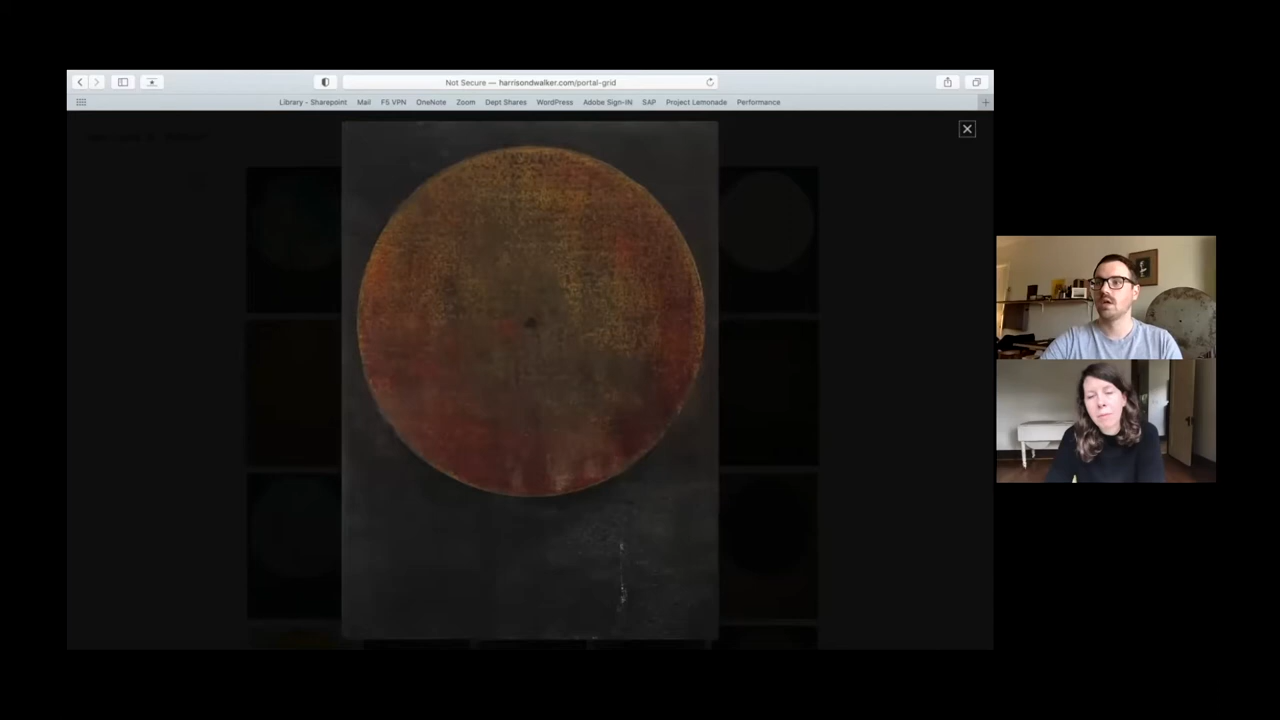 Not Secure — harrisondwalker.com/portal-grid
Library - Sharepoint Mail F5 VPN OneNote Zoom Dept Shares WordPress Adobe Sign-IN SAP Project Lemonade Performance